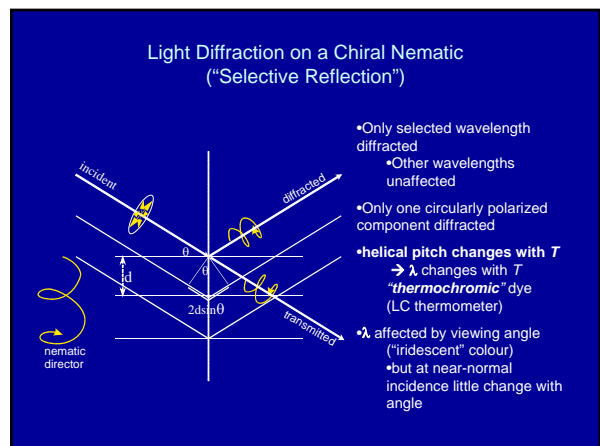 Light Diffraction on a Chiral Nematic
(“Selective Reflection”)
•Only selected wavelength
diffracted
•Other wavelengths
unaffected
•Only one circularly polarized
component diffracted
•helical pitch changes with T
→ λ changes with T
“thermochromic” dye
(LC thermometer)
•λ affected by viewing angle
(“iridescent” colour)
•but at near-normal
incidence little change with
angle
incident
diffracted
θ
θ
d
2dsinθ
transmitted
nematic
director